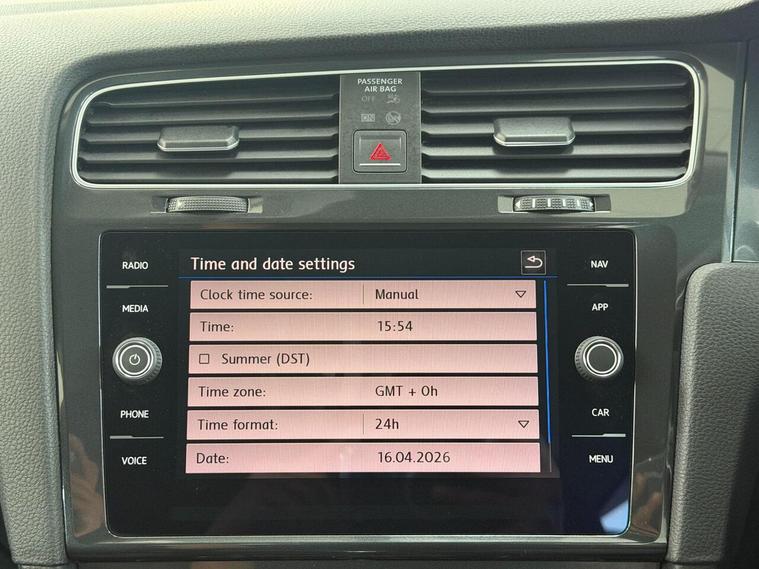 PASSENGER
AIR BAG
OFF
ON
RADIO
MEDIA
PHONE
VOICE
Time and date settings
Clock time source: Manual
Time: 15:54
Summer (DST)
Time zone: GMT + 0h
Time format: 24h
Date: 16.04.2026
NAV
APP
CAR
MENU